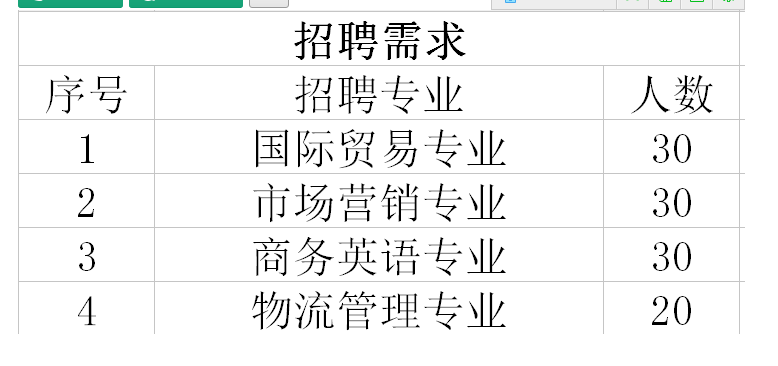 招聘需求
序号 招聘专业 人数
1 国际贸易专业 30
2 市场营销专业 30
3 商务英语专业 30
4 物流管理专业 20